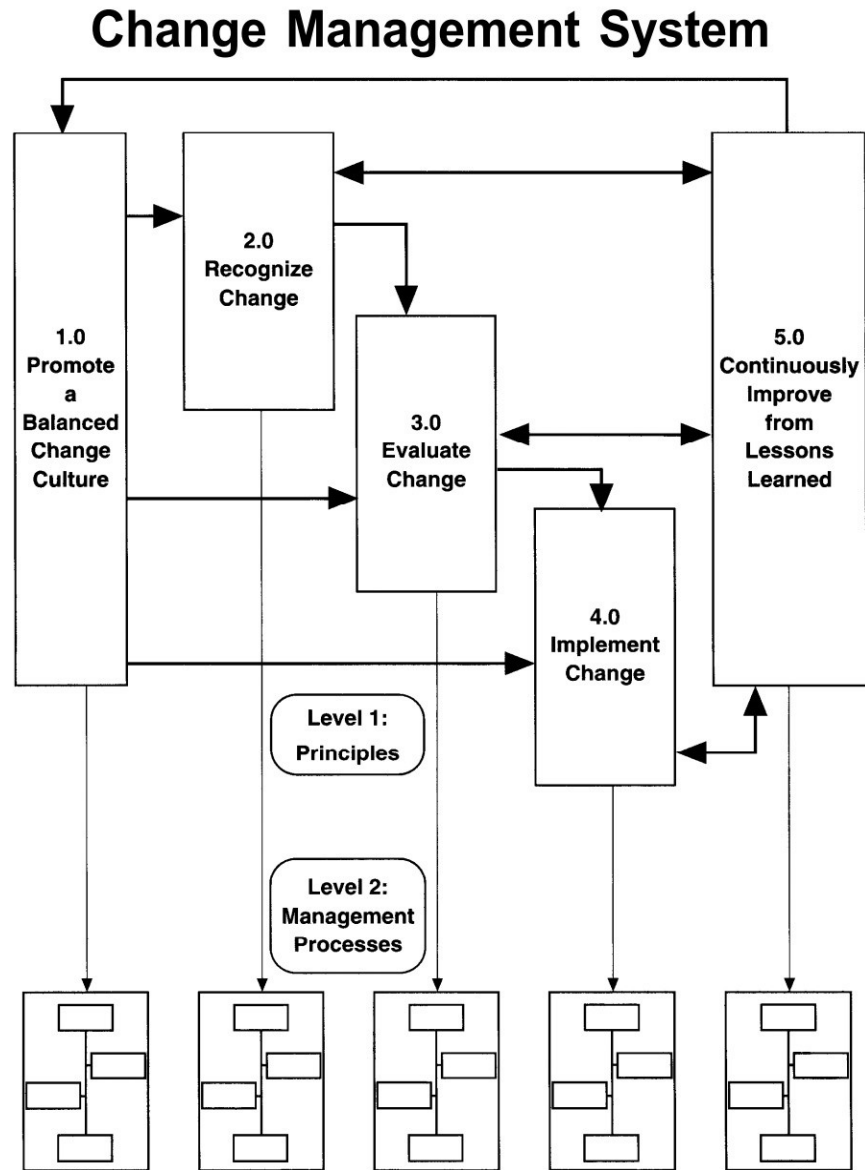 Change Management System
1.0
Promote
a
Balanced
Change
Culture
2.0
Recognize
Change
3.0
Evaluate
Change
4.0
Implement
Change
5.0
Continuously
Improve
from
Lessons
Learned
Level 1:
Principles
Level 2:
Management
Processes